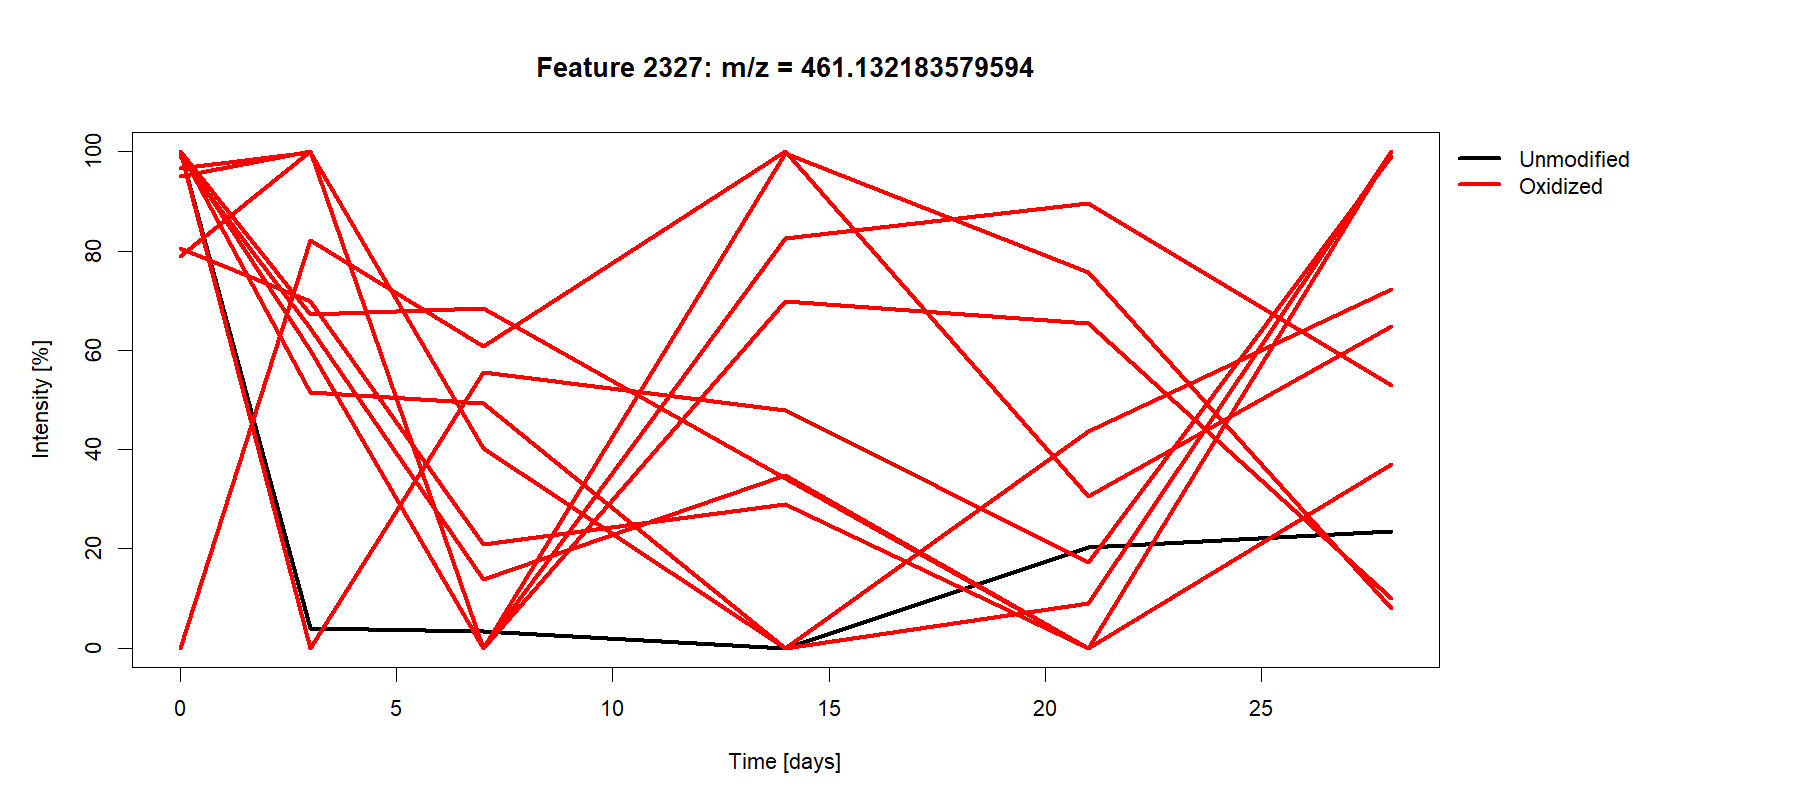 Feature 2327: m/z = 461.132183579594
Unmodified
Oxidized
Intensity [%]
100
80
60
40
20
0
0 5 10 15 20 25
Time [days]